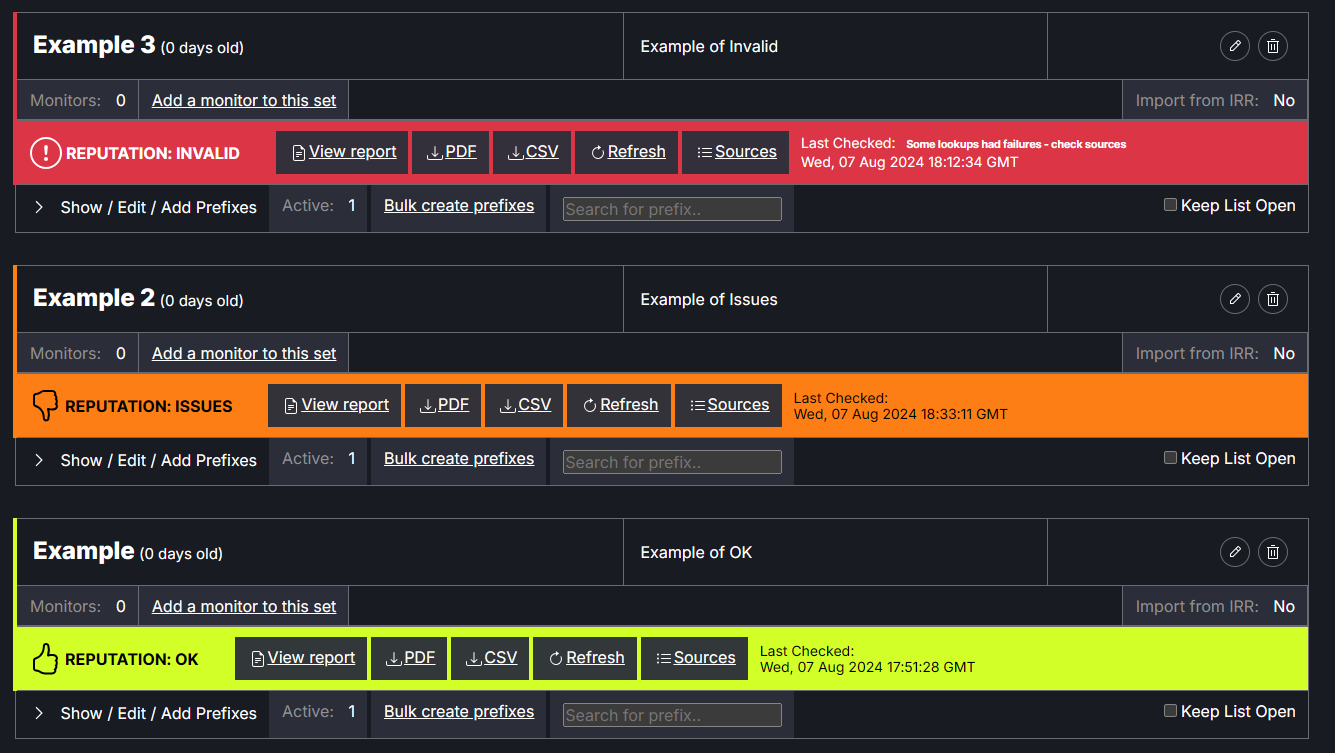 Example 3 (0 days old) Example of Invalid
Monitors: 0 Add a monitor to this set Import from IRR: No
REPUTATION: INVALID View report PDF CSV Refresh Sources Last Checked: Some lookups had failures - check sources
Wed, 07 Aug 2024 18:12:34 GMT
Show / Edit / Add Prefixes Active: 1 Bulk create prefixes Search for prefix.. Keep List Open
Example 2 (0 days old) Example of Issues
Monitors: 0 Add a monitor to this set Import from IRR: No
REPUTATION: ISSUES View report PDF CSV Refresh Sources Last Checked:
Wed, 07 Aug 2024 18:33:11 GMT
Show / Edit / Add Prefixes Active: 1 Bulk create prefixes Search for prefix.. Keep List Open
Example (0 days old) Example of OK
Monitors: 0 Add a monitor to this set Import from IRR: No
REPUTATION: OK View report PDF CSV Refresh Sources Last Checked:
Wed, 07 Aug 2024 17:51:28 GMT
Show / Edit / Add Prefixes Active: 1 Bulk create prefixes Search for prefix.. Keep List Open